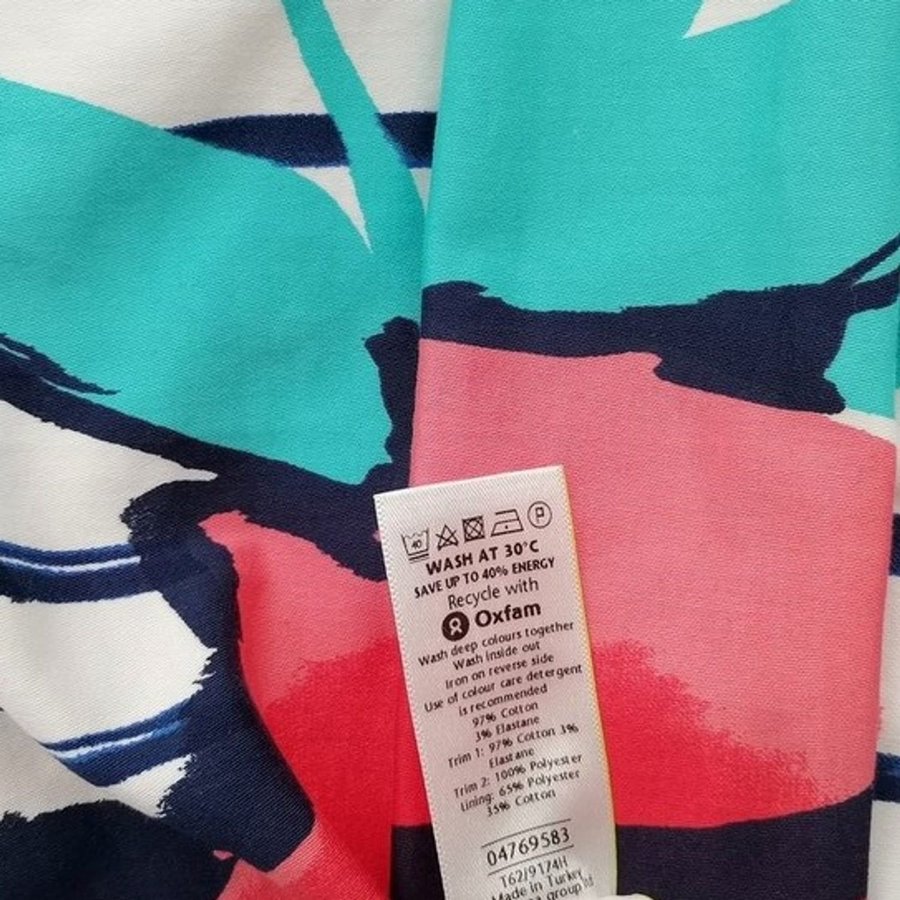 40
P
WASH AT 30°C
SAVE UP TO 40% ENERGY
Recycle with
Oxfam
Wash deep colours together
Wash inside out
Iron on reverse side
Use of colour care detergent
is recommended
97% Cotton
3% Elastane
Trim 1: 97% Cotton 3%
Elastane
Trim 2: 100% Polyester
Lining: 65% Polyester
35% Cotton
04769583
T62/9174H
Made in Turkey
group